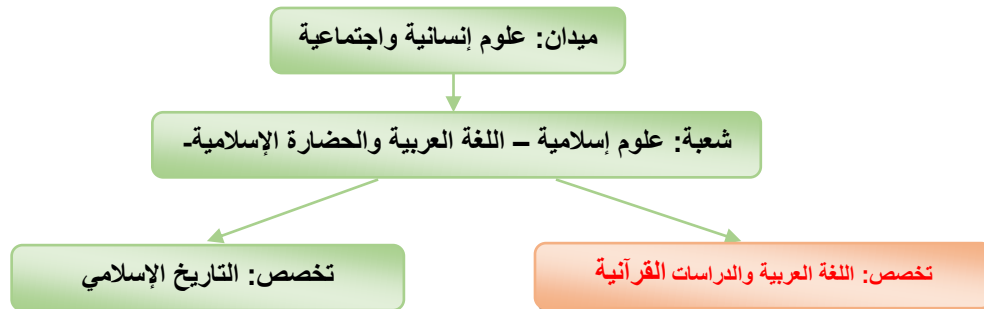 ميدان: علوم إنسانية واجتماعية
شعبة: علوم إسلامية – اللغة العربية والحضارة الإسلامية-
تخصص: اللغة العربية والدراسات القرآنية
تخصص: التاريخ الإسلامي